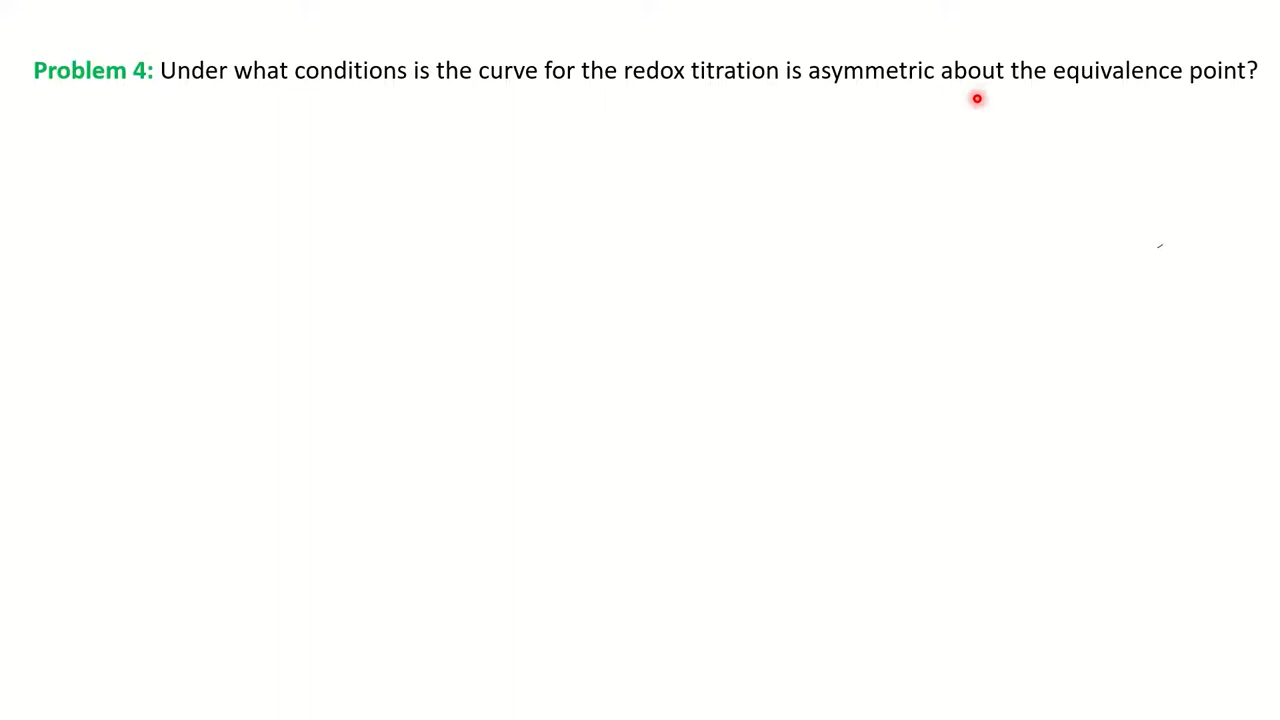 Problem 4: Under what conditions is the curve for the redox titration is asymmetric about the equivalence point?